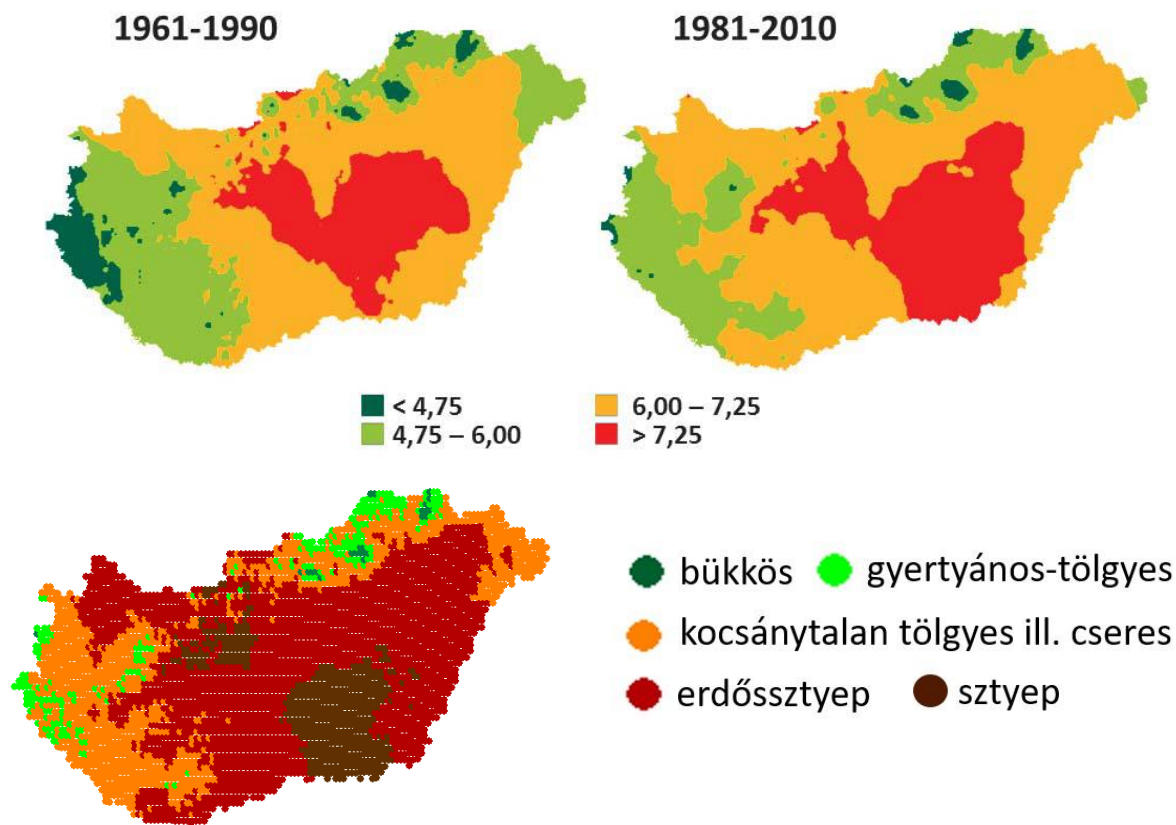 1961-1990
1981-2010
< 4,75
6,00 – 7,25
4,75 – 6,00
> 7,25
bükkös
gyertyános-tölgyes
kocsánytalan tölgyes ill. cseres
erdőssztyep
sztyep